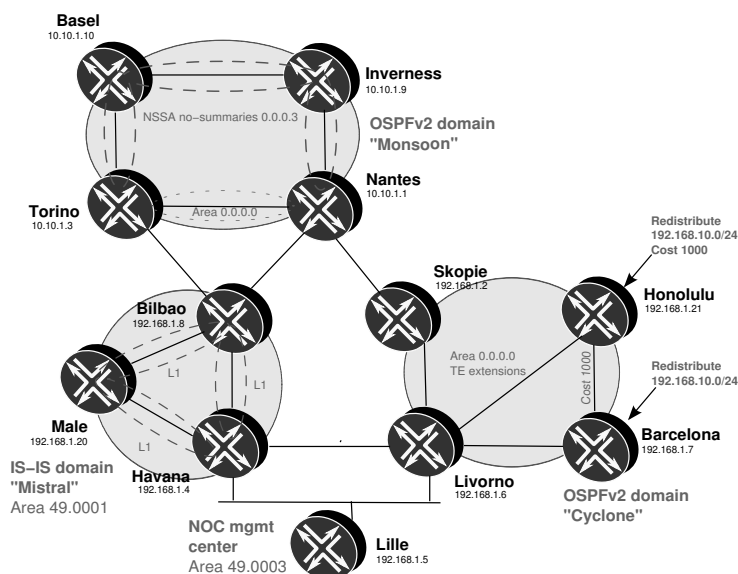 Basel
10.10.1.10
Inverness
10.10.1.9
NSSA no-summaries 0.0.0.3
OSPFv2 domain
"Monsoon"
Nantes
10.10.1.1
Torino
10.10.1.3
Area 0.0.0.0
Redistribute
192.168.10.0/24
Cost 1000
Skopie
192.168.1.2
Honolulu
192.168.1.21
Bilbao
192.168.1.8
Area 0.0.0.0
TE extensions
Cost 1000
Redistribute
192.168.10.0/24
L1
L1
L1
Male
192.168.1.20
Barcelona
192.168.1.7
IS-IS domain
"Mistral"
Area 49.0001
Havana
192.168.1.4
Livorno
192.168.1.6
OSPFv2 domain
"Cyclone"
NOC mgmt
center
Area 49.0003
Lille
192.168.1.5